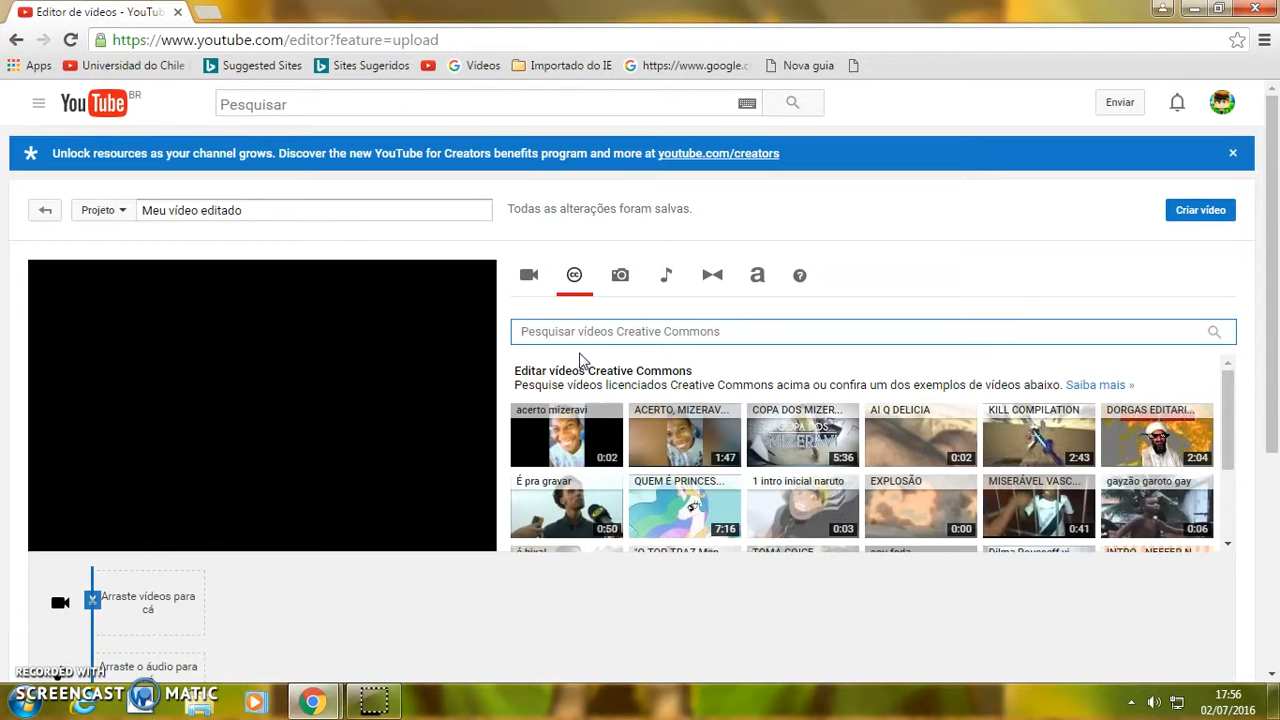 Editor de vídeos - YouTub
https://www.youtube.com/editor?feature=upload
Apps
Universidad do Chile
Suggested Sites
Sites Sugeridos
Vídeos
Importado do IE
https://www.google.c
Nova guia
YouTube BR
Pesquisar
Enviar
Unlock resources as your channel grows. Discover the new YouTube for Creators benefits program and more at youtube.com/creators
Projeto
Meu vídeo editado
Todas as alterações foram salvas.
Criar vídeo
Pesquisar vídeos Creative Commons
Editar vídeos Creative Commons
Pesquise vídeos licenciados Creative Commons acima ou confira um dos exemplos de vídeos abaixo. Saiba mais »
acerto mizeravi
ACERTO, MIZERAV...
COPA DOS MIZER...
AI Q DELICIA
KILL COMPILATION
DORGAS EDITARI...
COPA DOS
MIZERAVI
0:02
1:47
5:36
0:02
2:43
2:04
É pra gravar
QUEM É PRINCES...
1 intro inicial naruto
EXPLOSÃO
MISERÁVEL VASC...
gayzão garoto gay
0:50
7:16
0:03
0:00
0:41
0:06
TOMA COICE
Arraste vídeos para
cá
Arraste o áudio para
RECORDED WITH
SCREENCAST MATIC
17:56
02/07/2016